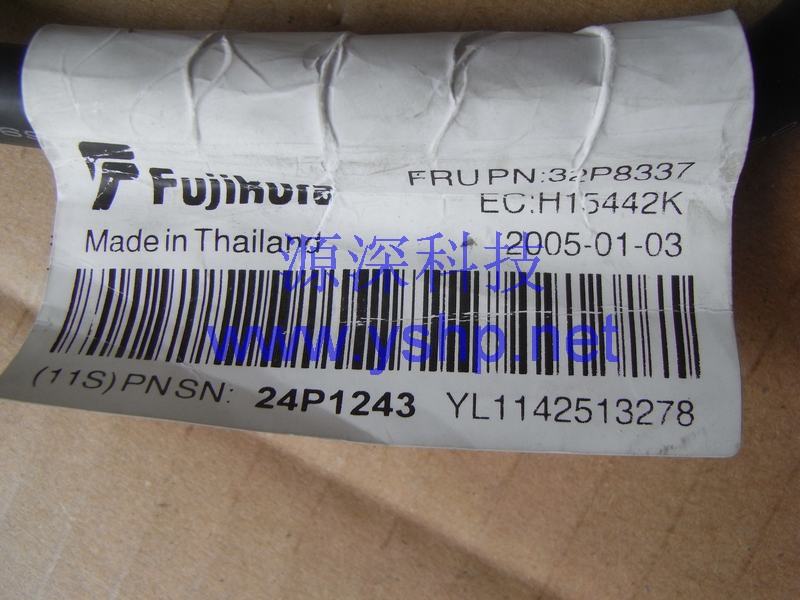 Fujikura
FRU PN:32P8337
EC:H15442K
Made in Thailand
2005-01-03
源深科技
www.yshp.net
(11S) PN SN: 24P1243 YL1142513278